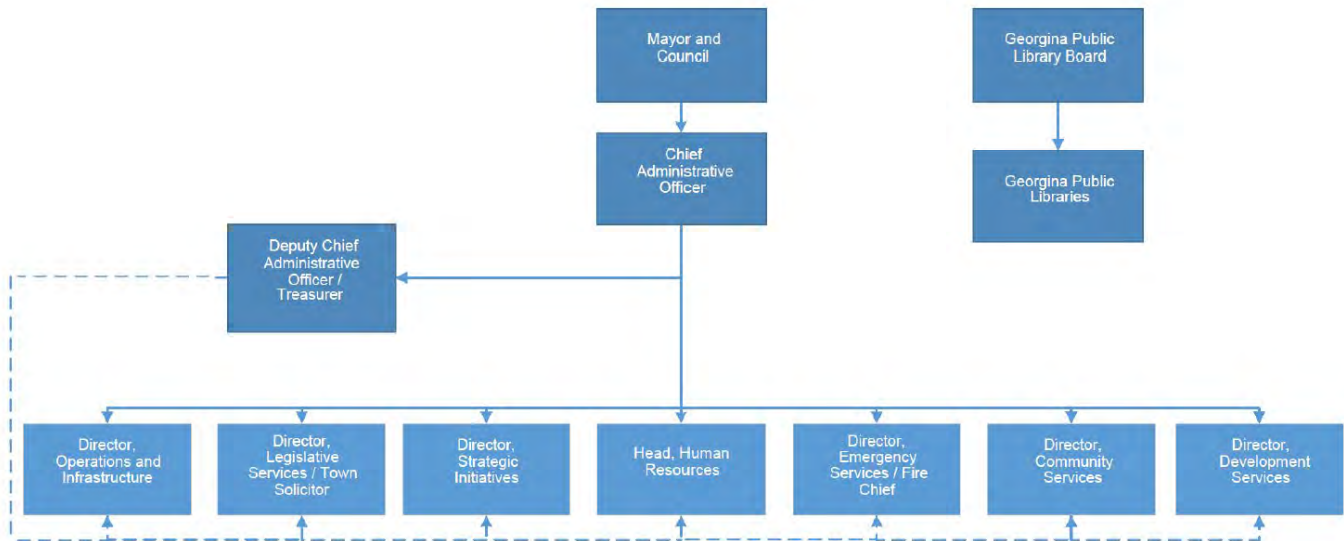 Mayor and
Council
Georgina Public
Library Board
Chief
Administrative
Officer
Georgina Public
Libraries
Deputy Chief
Administrative
Officer /
Treasurer
Director,
Operations and
Infrastructure
Director,
Legislative
Services / Town
Solicitor
Director,
Strategic
Initiatives
Head, Human
Resources
Director,
Emergency
Services / Fire
Chief
Director,
Community
Services
Director,
Development
Services